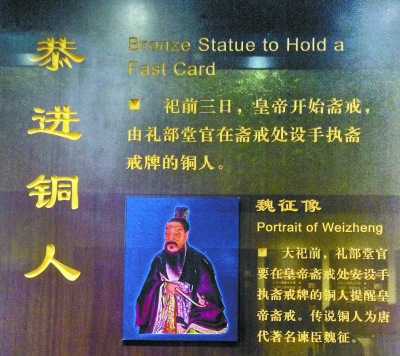 恭进铜人
Bronze Statue to Hold a
Fast Card
祀前三日，皇帝开始斋戒，
由礼部堂官在斋戒处设手执斋
戒牌的铜人。
魏征像
Portrait of Weizheng
大祀前，礼部堂官
要在皇帝斋戒处安设手
执斋戒牌的铜人提醒皇
帝斋戒。传说铜人为唐
代著名谏臣魏征。